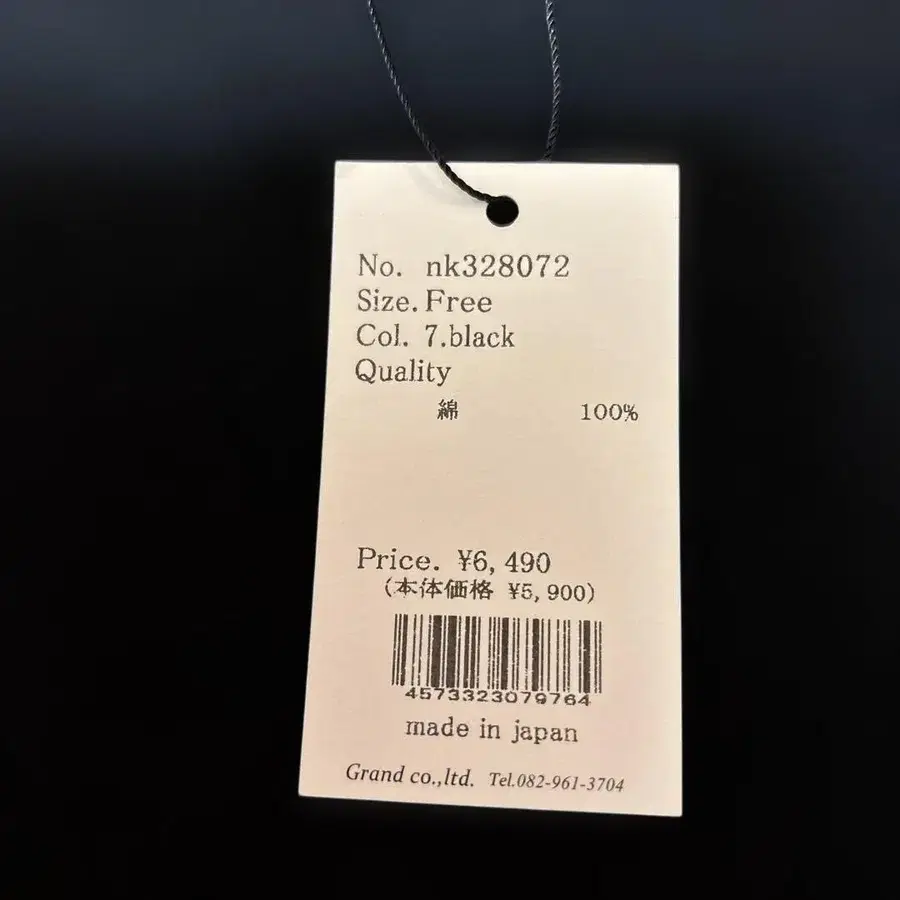 No. nk328072
Size. Free
Col. 7.black
Quality
綿 100%
Price. ¥6,490
(本体価格 ¥5,900)
4573323079764
made in japan
Grand co.,ltd. Tel.082-961-3704